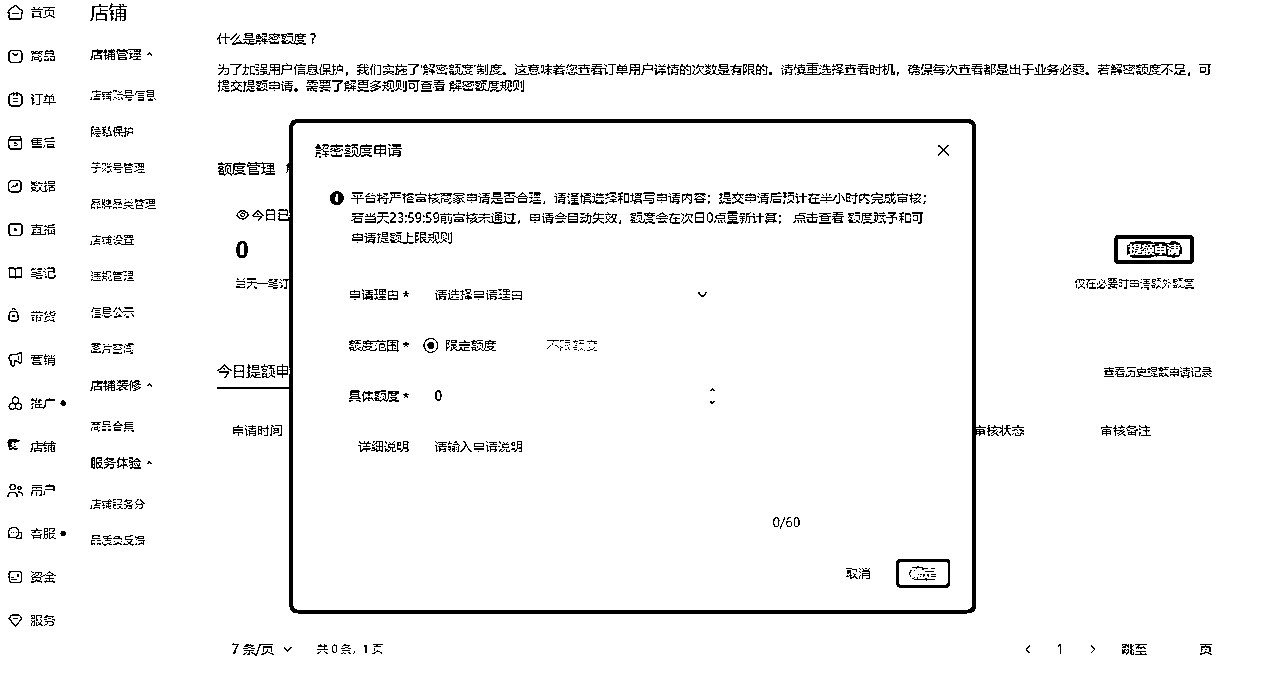 首页
商品
订单
售后
数据
直播
笔记
带货
营销
推广
店铺
用户
客服
资金
服务
店铺
店铺管理
店铺账号信息
隐私保护
子账号管理
品牌品类管理
店铺设置
违规管理
信息公示
图片空间
店铺装修
商品合集
服务体验
店铺服务分
品质负反馈
什么是解密额度？
为了加强用户信息保护，我们实施了'解密额度'制度。这意味着您查看订单用户详情的次数是有限的。请慎重选择查看时机，确保每次查看都是出于业务必要。若解密额度不足，可
提交提额申请。需要了解更多规则可查看 解密额度规则
额度管理
今日已
0
当天一笔订
提额申请
仅在必要时申请额外额度
今日提额申
查看历史提额申请记录
申请时间
审核状态
审核备注
解密额度申请
平台将严格审核商家申请是否合理，请谨慎选择和填写申请内容；提交申请后预计在半小时内完成审核；
若当天23:59:59前审核未通过，申请会自动失效，额度会在次日0点重新计算； 点击查看 额度赋予和可
申请提额上限规则
申请理由 * 请选择申请理由
额度范围 * 限定额度 不限额度
具体额度 * 0
详细说明 请输入申请说明
0/60
取消 确定
7 条/页 共 0 条, 1 页
1 跳至 页